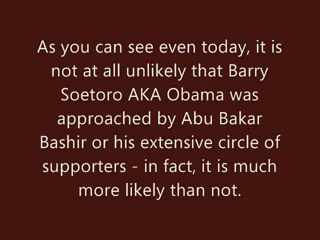 As you can see even today, it is
not at all unlikely that Barry
Soetoro AKA Obama was
approached by Abu Bakar
Bashir or his extensive circle of
supporters - in fact, it is much
more likely than not.